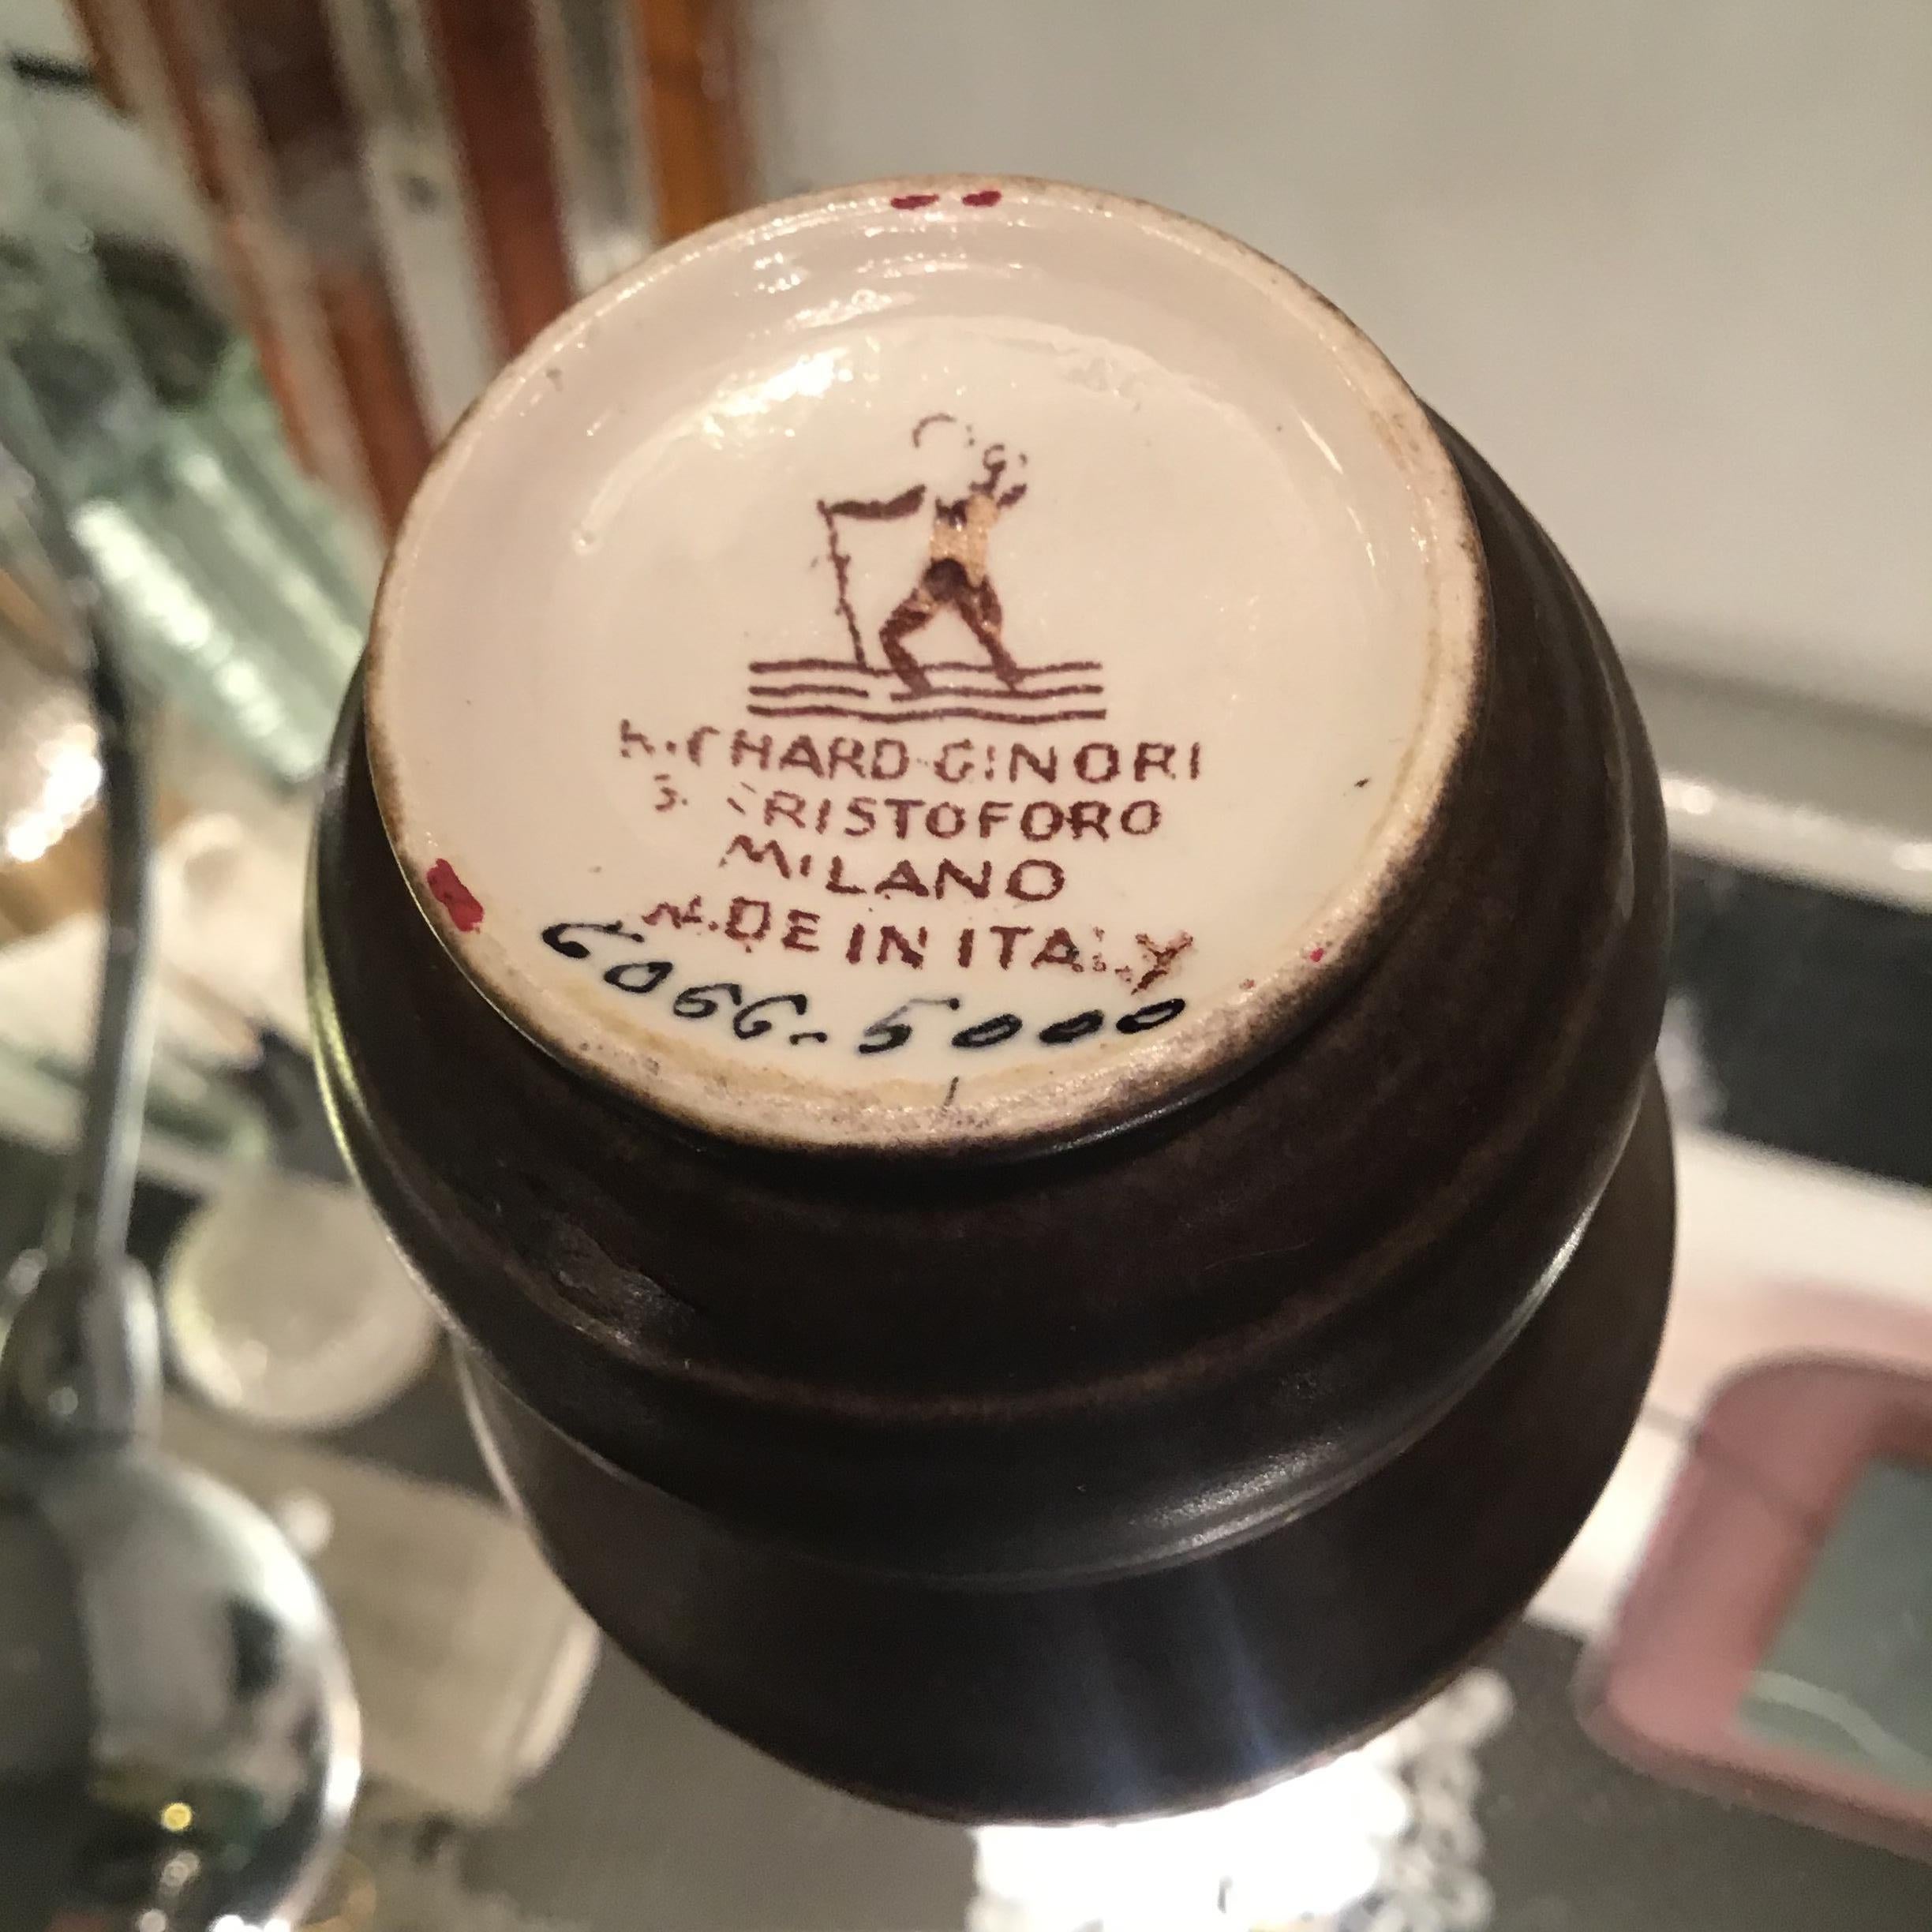 RICHARD-GINORI
S. CRISTOFORO
MILANO
MADE IN ITALY
6066-5000